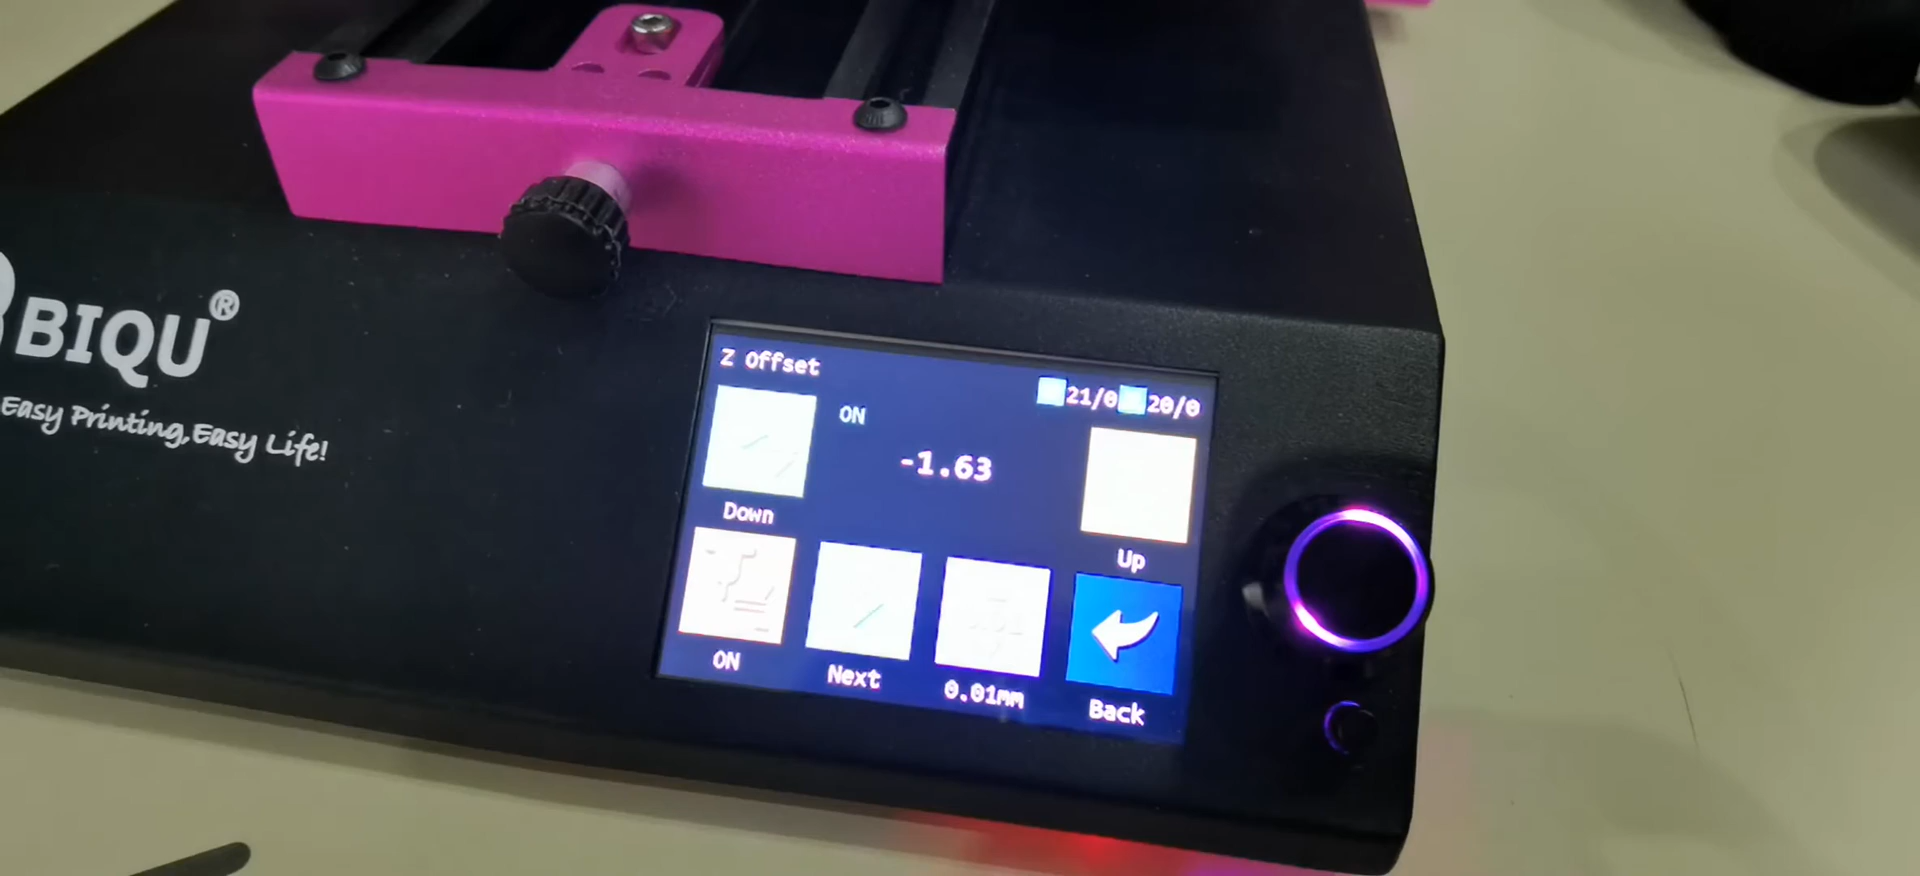 BIQU®
Easy Printing,Easy Life!
Z Offset
21/0 20/0
ON
-1.63
Down
Up
ON
Next
0.01mm
Back